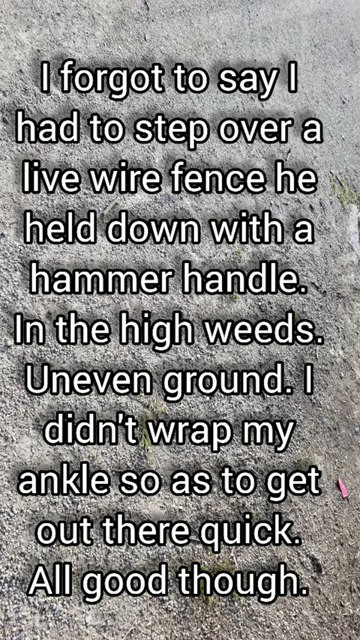 I forgot to say I
had to step over a
live wire fence he
held down with a
hammer handle.
In the high weeds.
Uneven ground. I
didn't wrap my
ankle so as to get
out there quick.
All good though.